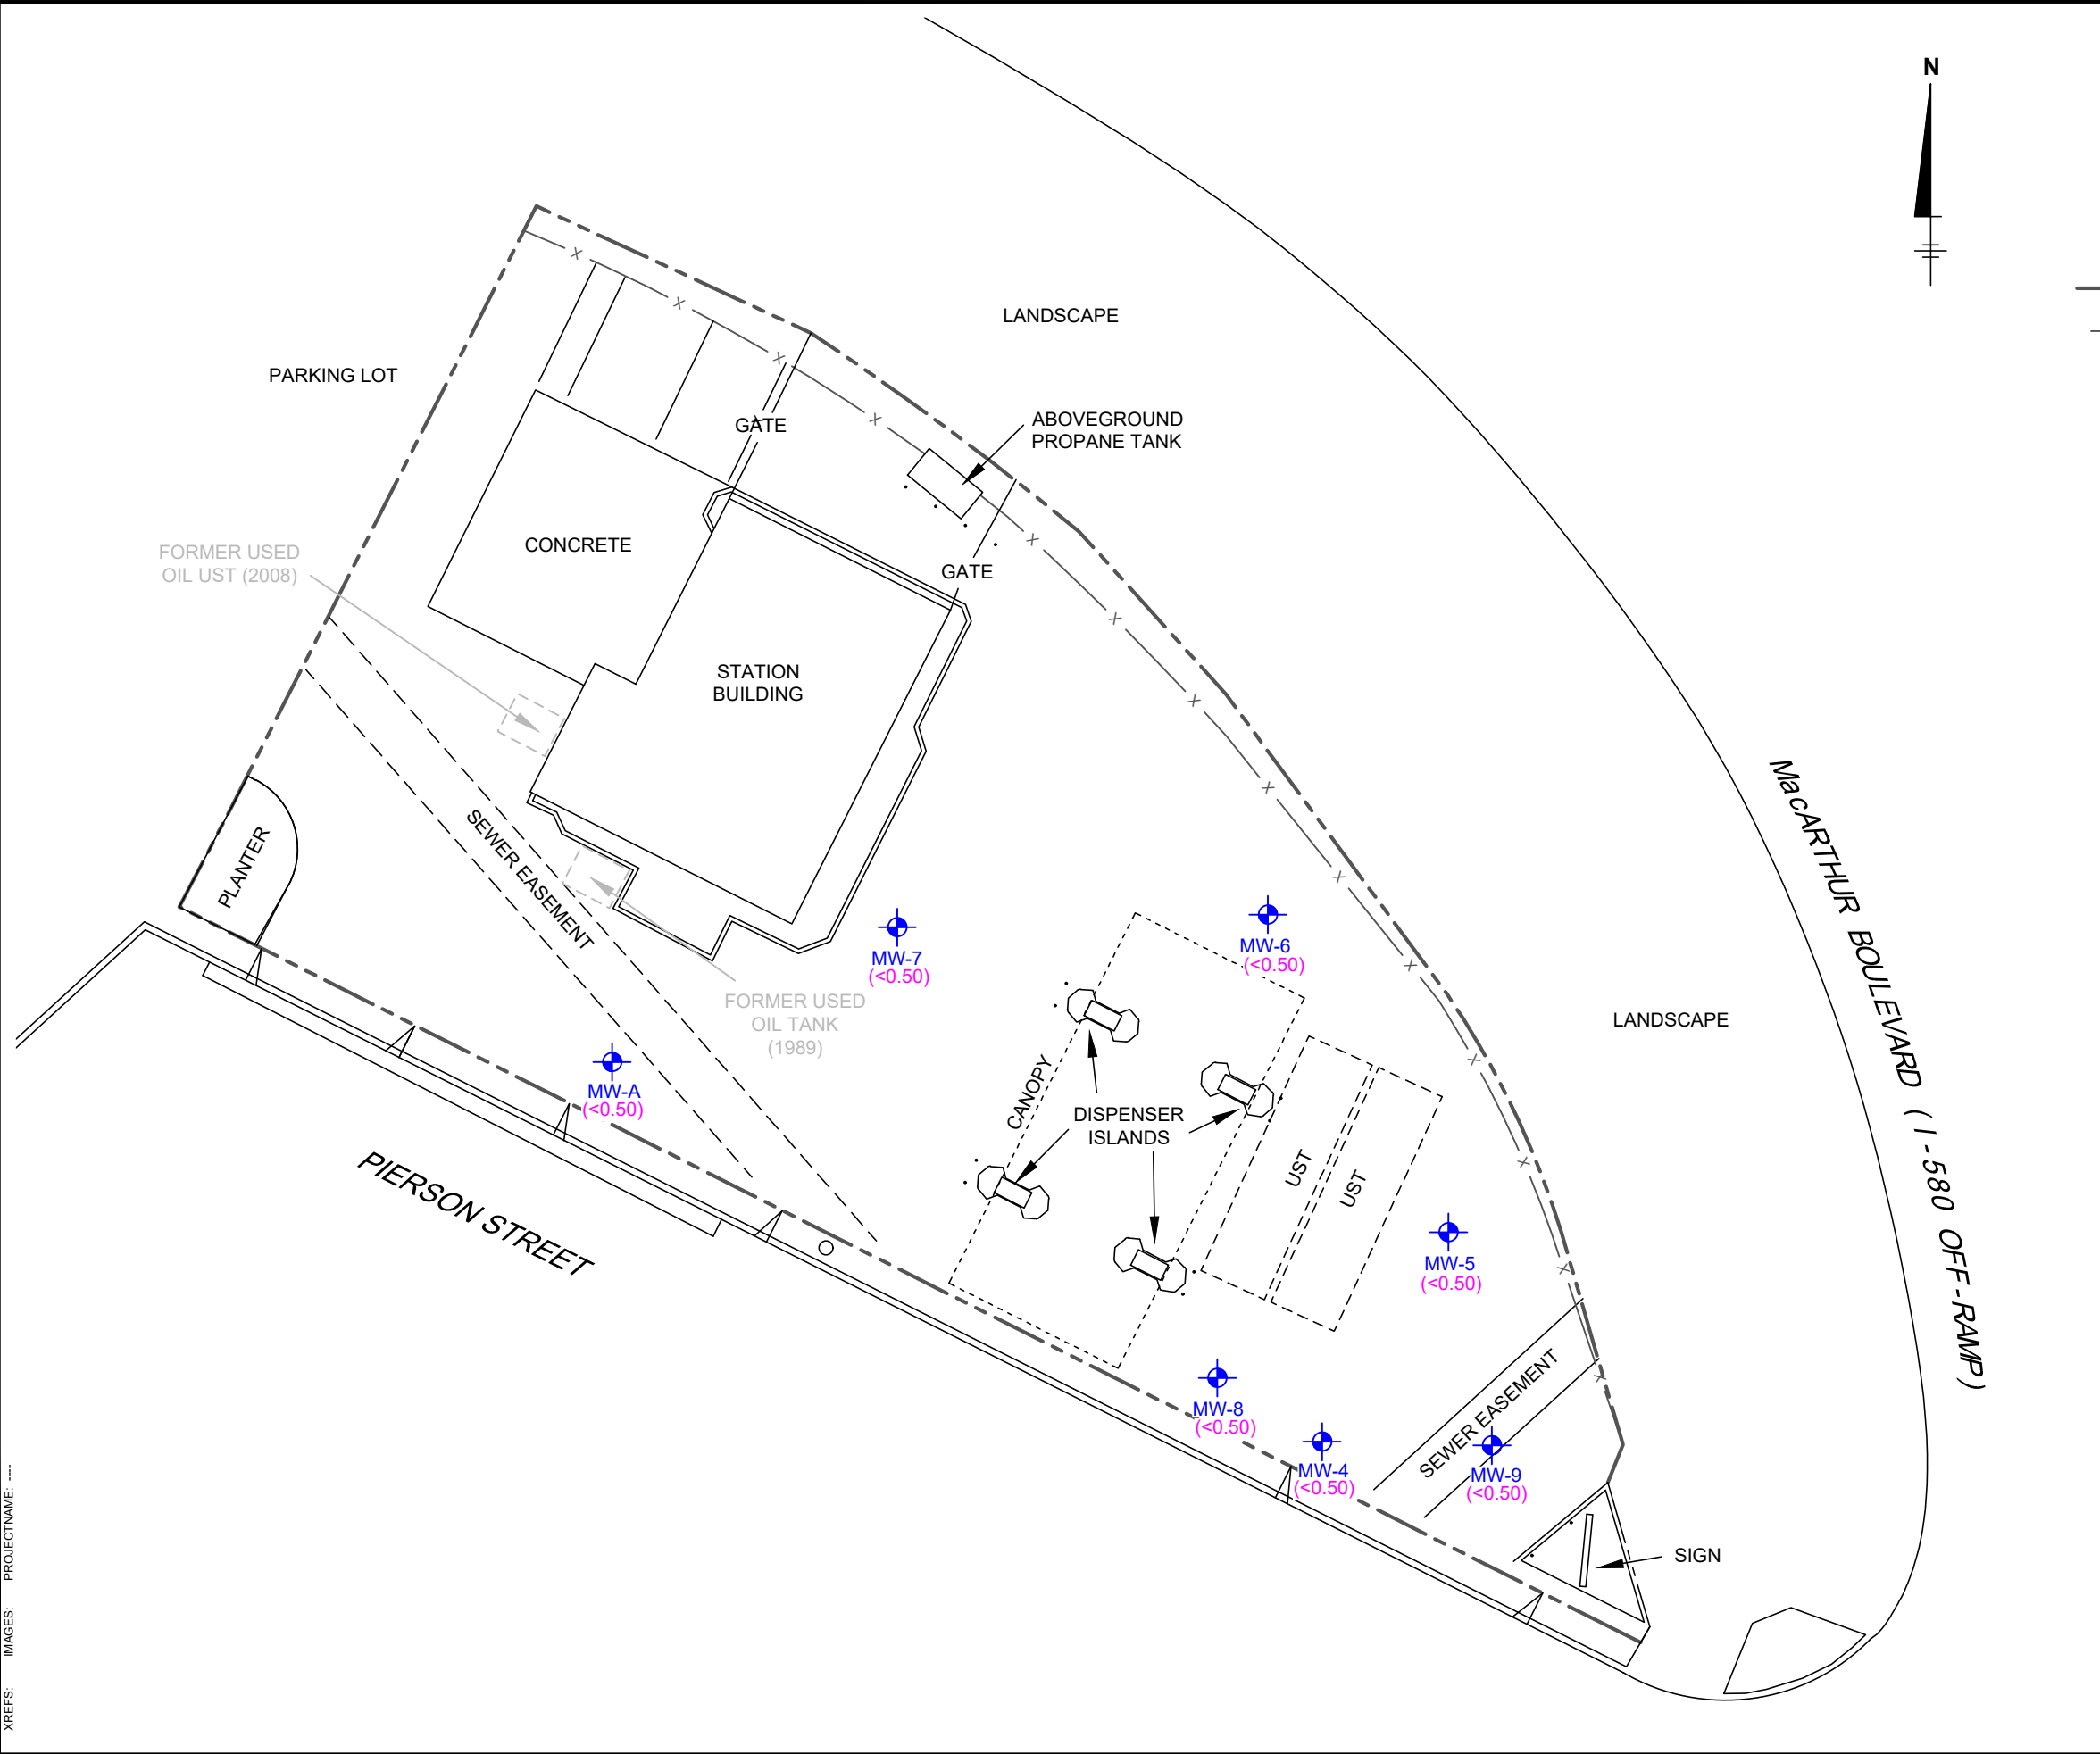 N
LANDSCAPE
PARKING LOT
ABOVEGROUND
PROPANE TANK
GATE
CONCRETE
FORMER USED
OIL UST (2008)
GATE
STATION
BUILDING
MacARTHUR BOULEVARD (I-580 OFF-RAMP)
PLANTER
SEWER EASEMENT
MW-7
(<0.50)
MW-6
(<0.50)
FORMER USED
OIL TANK
(1989)
LANDSCAPE
MW-A
(<0.50)
CANOPY
DISPENSER
ISLANDS
UST
UST
PIERSON STREET
MW-5
(<0.50)
MW-8
(<0.50)
SEWER EASEMENT
MW-4
(<0.50)
MW-9
(<0.50)
SIGN
XREFS: IMAGES: PROJECTNAME: ----